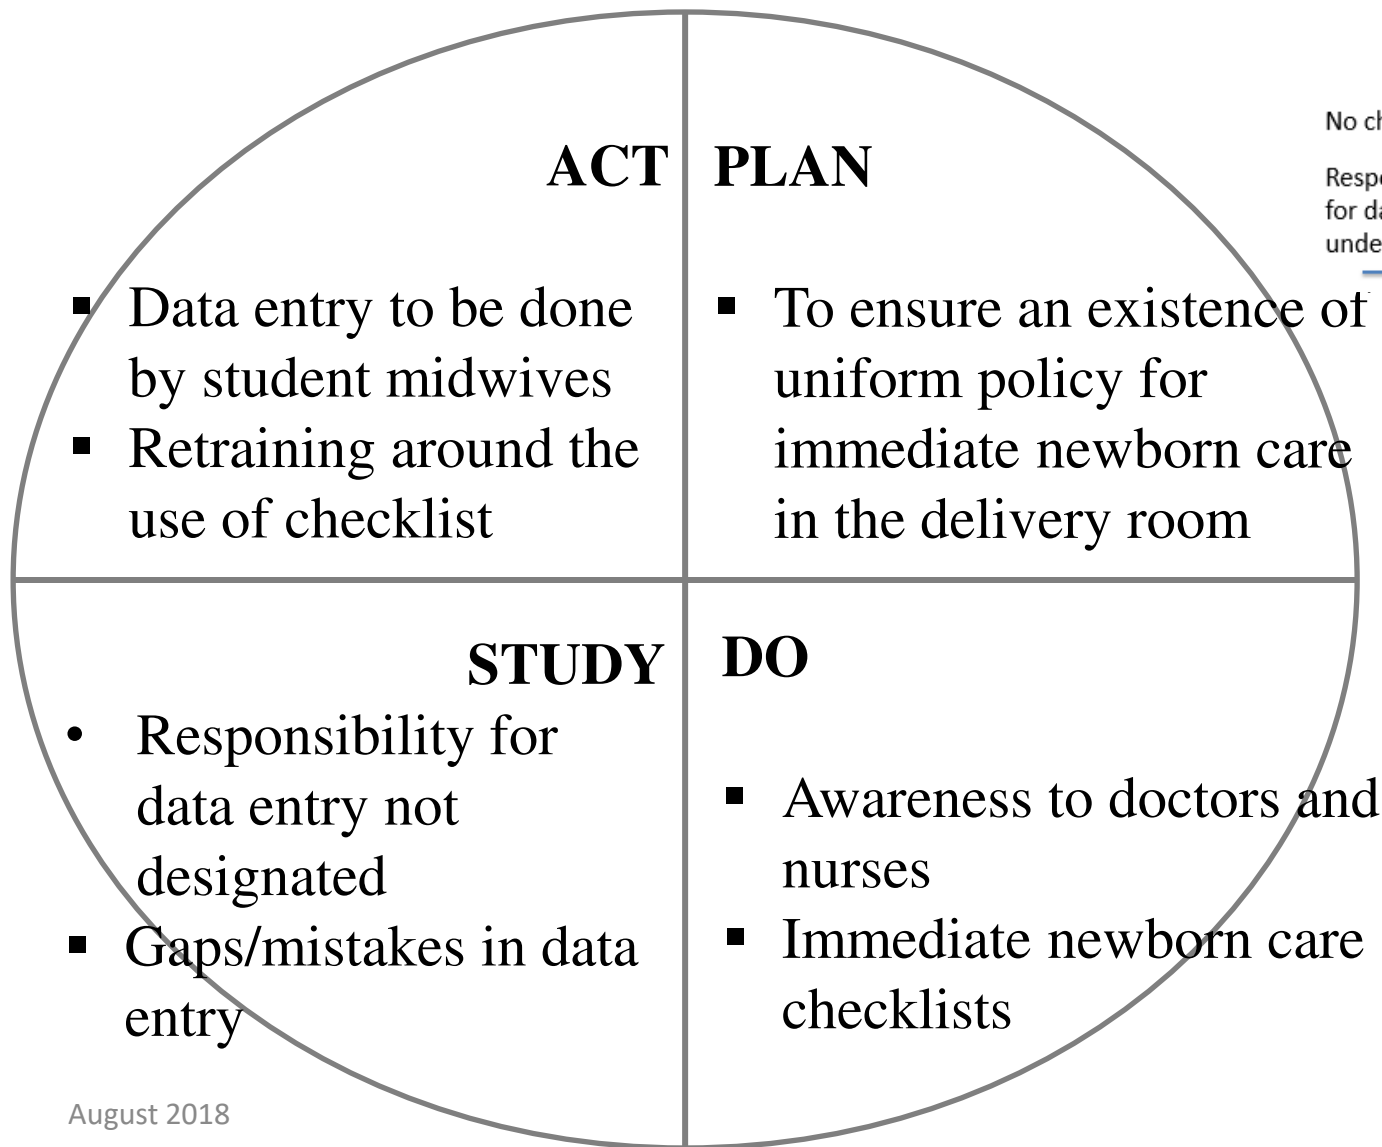 ACT
▪ Data entry to be done
by student midwives
▪ Retraining around the
use of checklist
PLAN
▪ To ensure an existence of
uniform policy for
immediate newborn care
in the delivery room
STUDY
• Responsibility for
data entry not
designated
▪ Gaps/mistakes in data
entry
DO
▪ Awareness to doctors and
nurses
▪ Immediate newborn care
checklists
No
for
August 2018